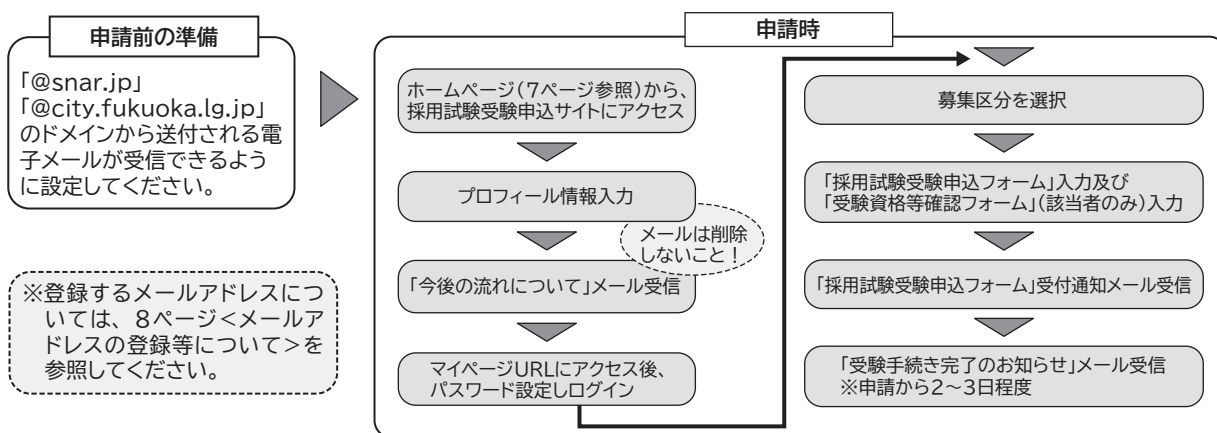 申請前の準備
「@snar.jp」
「@city.fukuoka.lg.jp」
のドメインから送付される電
子メールが受信できるよう
に設定してください。
※登録するメールアドレスにつ
いては、8ページ<メールア
ドレスの登録等について>を
参照してください。
申請時
ホームページ(7ページ参照)から、
採用試験受験申込サイトにアクセス
プロフィール情報入力
メールは削除
しないこと!
「今後の流れについて」メール受信
マイページURLにアクセス後、
パスワード設定しログイン
募集区分を選択
「採用試験受験申込フォーム」入力及び
「受験資格等確認フォーム」(該当者のみ)入力
「採用試験受験申込フォーム」受付通知メール受信
「受験手続き完了のお知らせ」メール受信
※申請から2~3日程度